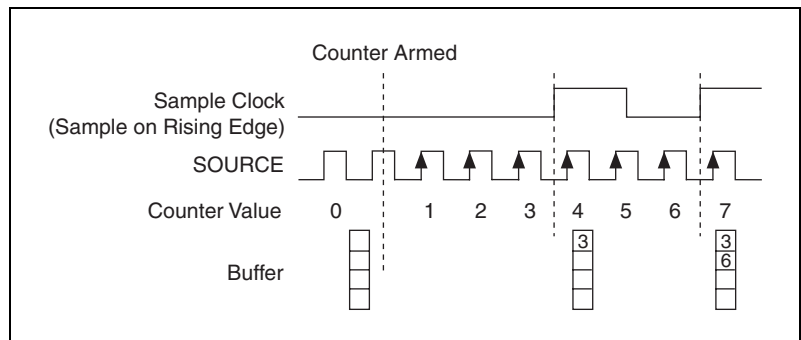 Counter Armed
Sample Clock
(Sample on Rising Edge)
SOURCE
Counter Value 0 1 2 3 4 5 6 7
Buffer
3
3
6